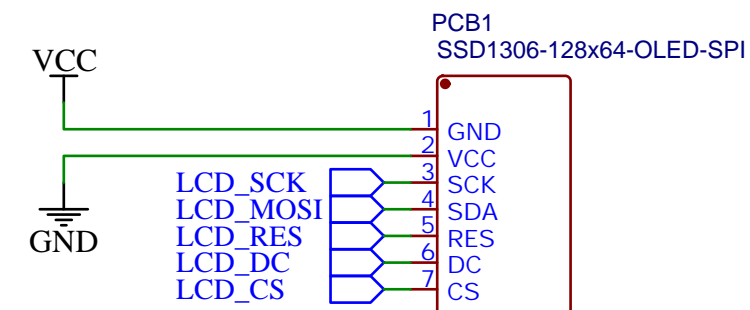 PCB1
SSD1306-128x64-OLED-SPI
VCC
1 GND
2 VCC
LCD_SCK 3 SCK
LCD_MOSI 4 SDA
LCD_RES 5 RES
LCD_DC 6 DC
LCD_CS 7 CS
GND